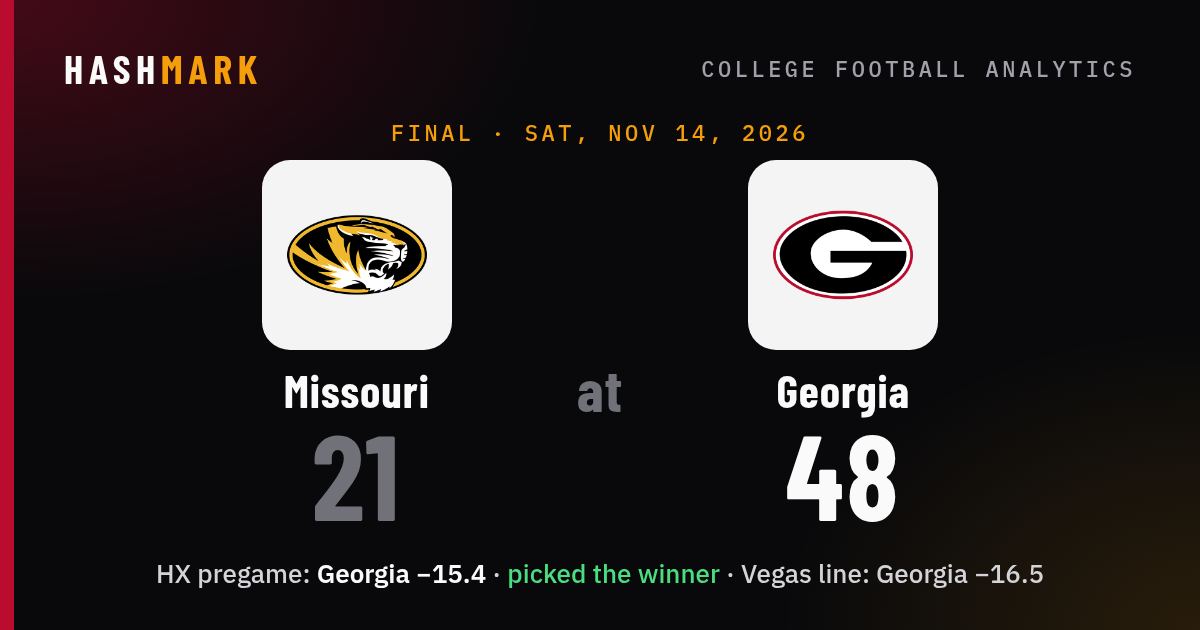 HASHMARK
COLLEGE FOOTBALL ANALYTICS
FINAL · SAT, NOV 14, 2026
G
Missouri at Georgia
21 48
HX pregame: Georgia −15.4 · picked the winner · Vegas line: Georgia −16.5